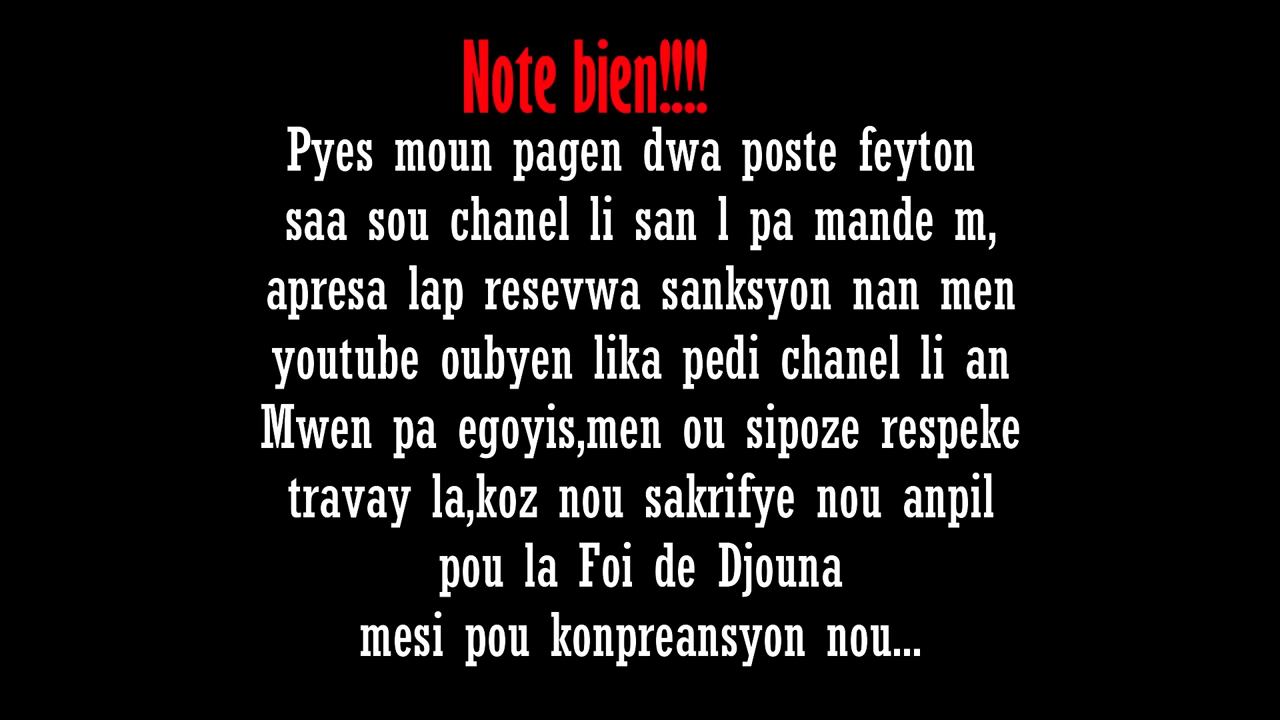 Note bien!!!!
Pyes moun pagen dwa poste feyton
saa sou chanel li san l pa mande m,
apresa lap resevwa sanksyon nan men
youtube oubyen lika pedi chanel li an
Mwen pa egoyis,men ou sipoze respeke
travay la,koz nou sakrifye nou anpil
pou la Foi de Djouna
mesi pou konpreansyon nou...